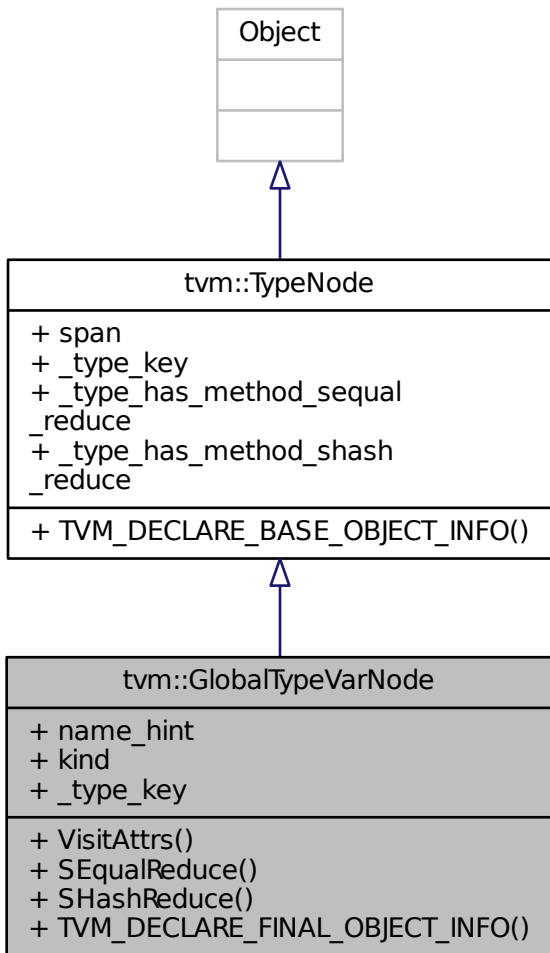 Object
tvm::TypeNode
+ span
+ _type_key
+ _type_has_method_sequal
_reduce
+ _type_has_method_shash
_reduce
+ TVM_DECLARE_BASE_OBJECT_INFO()
tvm::GlobalTypeVarNode
+ name_hint
+ kind
+ _type_key
+ VisitAttrs()
+ SEqualReduce()
+ SHashReduce()
+ TVM_DECLARE_FINAL_OBJECT_INFO()